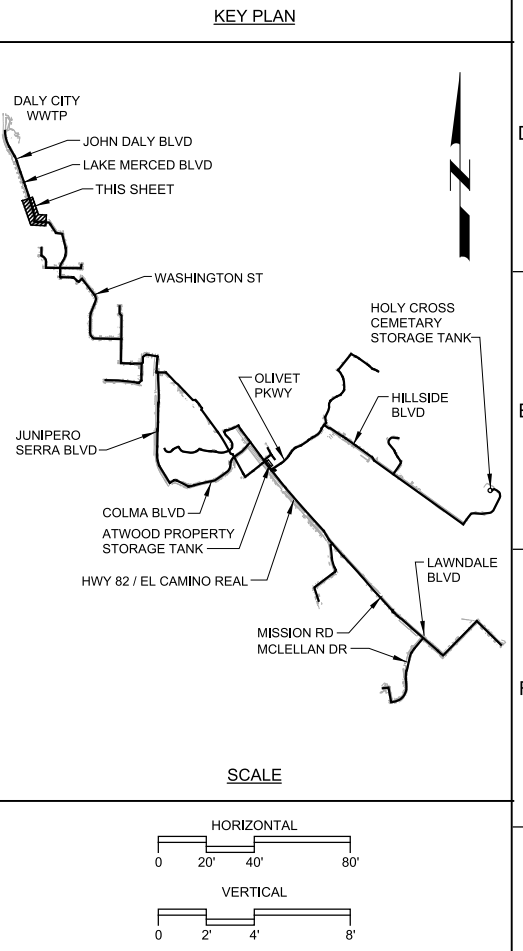 KEY PLAN
DALY CITY
WWTP
JOHN DALY BLVD
LAKE MERCED BLVD
THIS SHEET
WASHINGTON ST
HOLY CROSS
CEMETARY
STORAGE TANK
OLIVET
PKWY
HILLSIDE
BLVD
JUNIPERO
SERRA BLVD
COLMA BLVD
ATWOOD PROPERTY
STORAGE TANK
HWY 82 / EL CAMINO REAL
LAWNDALE
BLVD
MISSION RD
MCLELLAN DR
N
D
E
F
SCALE
HORIZONTAL
0 20' 40' 80'
VERTICAL
0 2' 4' 8'